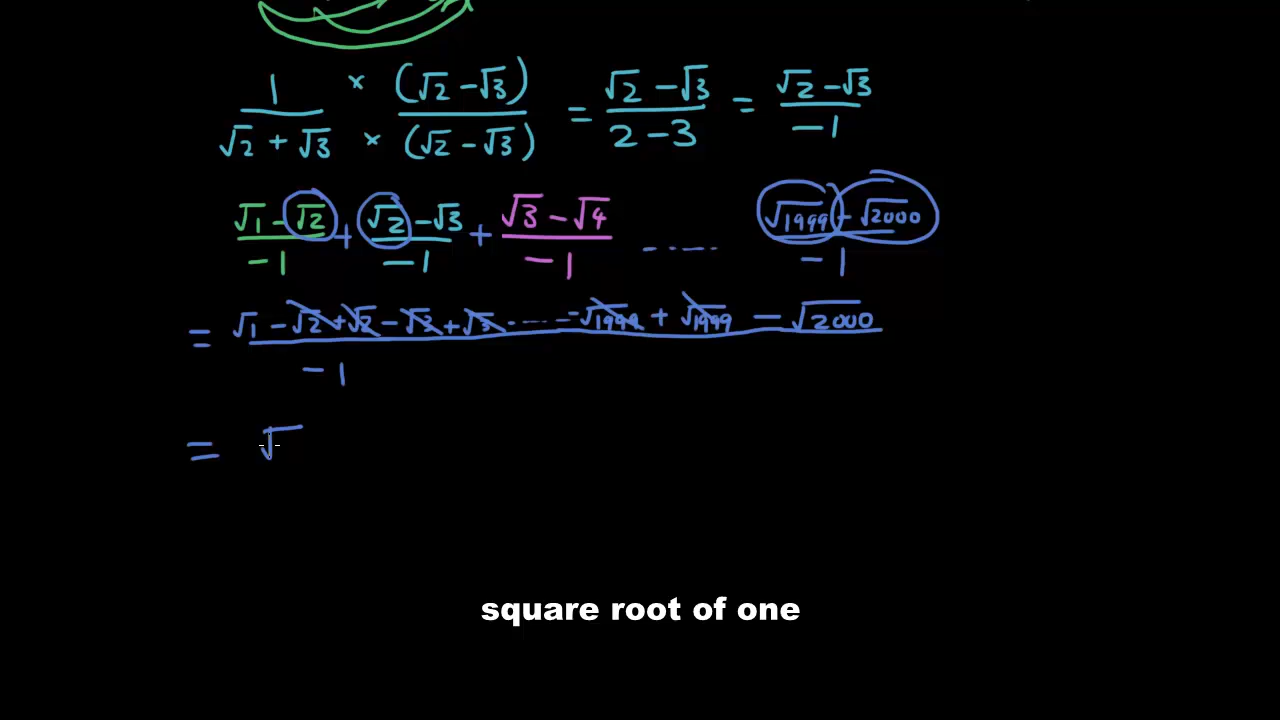 1/(√2 + √3) × (√2 − √3)/(√2 − √3) = (√2 − √3)/(2 − 3) = (√2 − √3)/−1
(√1 − √2)/−1 + (√2 − √3)/−1 + (√3 − √4)/−1 ...... (√1999 − √2000)/−1
= (√1 − √2 + √2 − √3 + √3 ...... − √1999 + √1999 − √2000)/−1
= √
square root of one